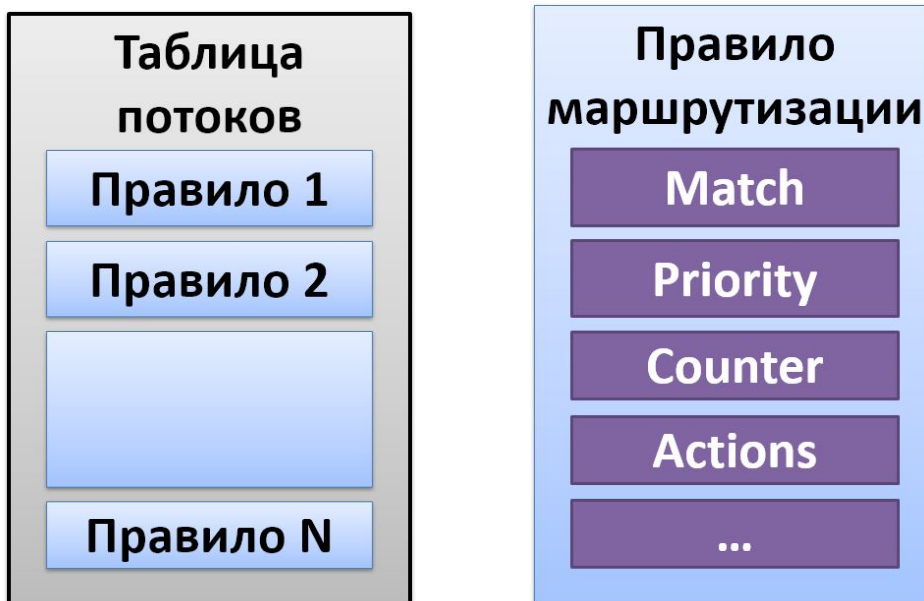 Таблица
потоков
Правило 1
Правило 2
Правило N
Правило
маршрутизации
Match
Priority
Counter
Actions
...